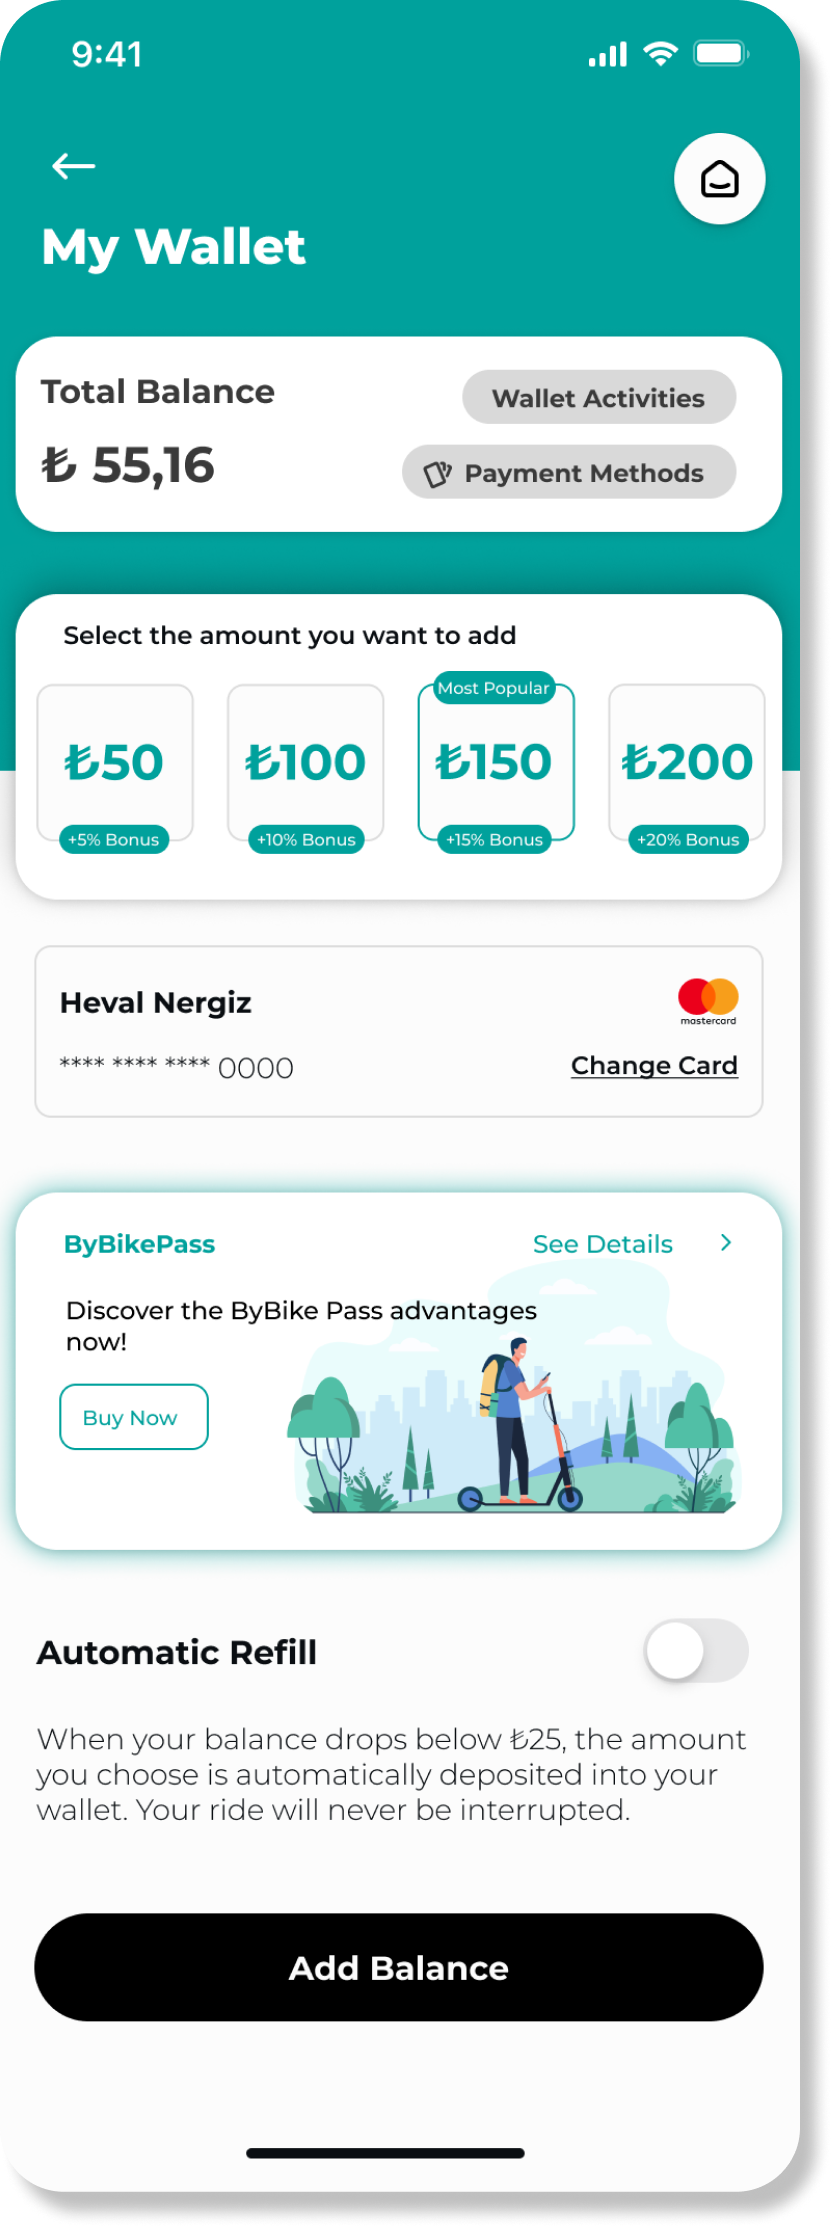 9:41
My Wallet
Total Balance
Wallet Activities
₺ 55,16
Payment Methods
Select the amount you want to add
Most Popular
₺50
₺100
₺150
₺200
+5% Bonus
+10% Bonus
+15% Bonus
+20% Bonus
Heval Nergiz
mastercard
**** **** **** 0000
Change Card
ByBikePass
See Details
Discover the ByBike Pass advantages
now!
Buy Now
Automatic Refill
When your balance drops below ₺25, the amount
you choose is automatically deposited into your
wallet. Your ride will never be interrupted.
Add Balance